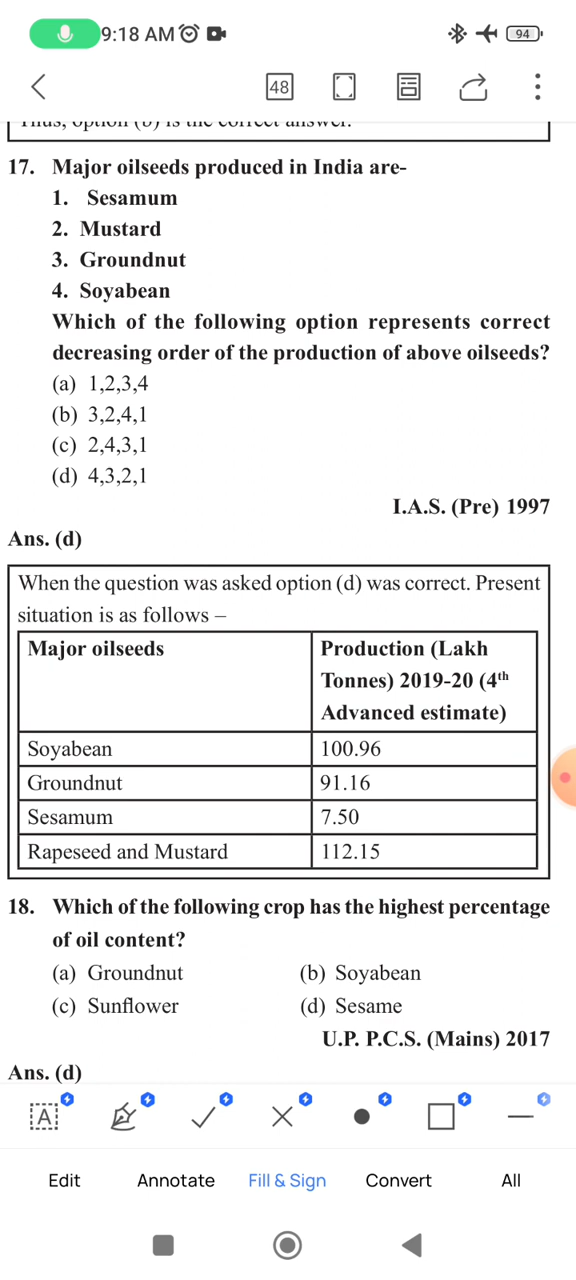 9:18 AM
94
48
Thus, option (b) is the correct answer.
17. Major oilseeds produced in India are-
1. Sesamum
2. Mustard
3. Groundnut
4. Soyabean
Which of the following option represents correct
decreasing order of the production of above oilseeds?
(a) 1,2,3,4
(b) 3,2,4,1
(c) 2,4,3,1
(d) 4,3,2,1
I.A.S. (Pre) 1997
Ans. (d)
When the question was asked option (d) was correct. Present
situation is as follows –
Major oilseeds Production (Lakh
Tonnes) 2019-20 (4th
Advanced estimate)
Soyabean 100.96
Groundnut 91.16
Sesamum 7.50
Rapeseed and Mustard 112.15
18. Which of the following crop has the highest percentage
of oil content?
(a) Groundnut (b) Soyabean
(c) Sunflower (d) Sesame
U.P. P.C.S. (Mains) 2017
Ans. (d)
A
Edit Annotate Fill & Sign Convert All